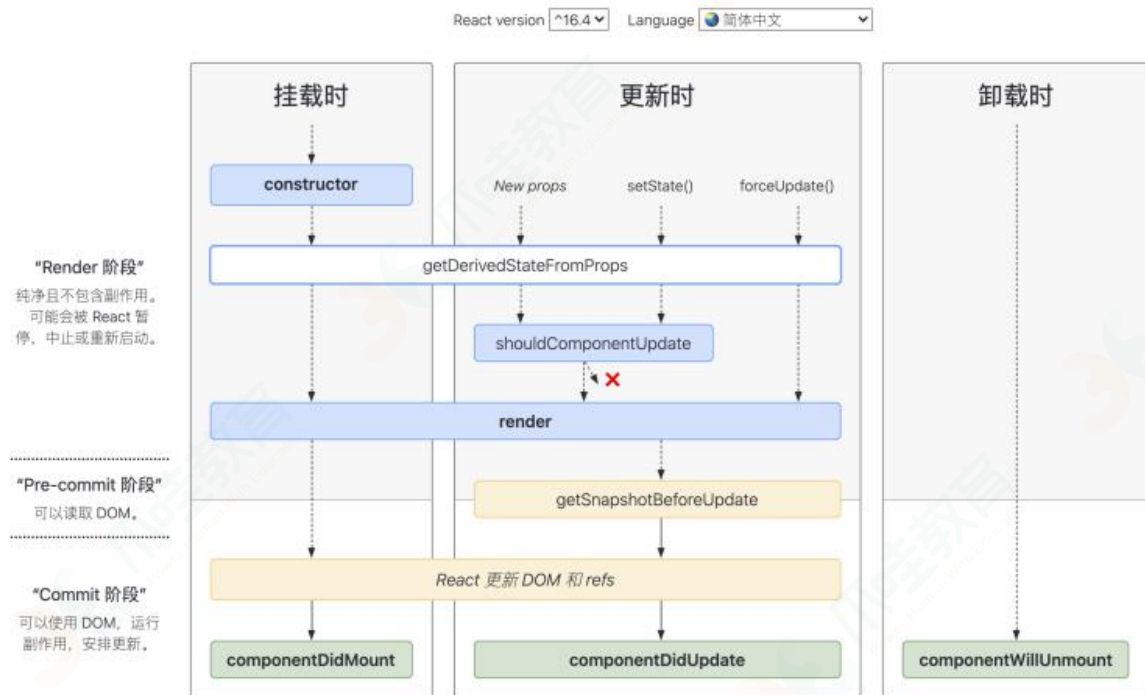 React version ^16.4 Language 简体中文
挂载时
更新时
卸载时
constructor
New props
setState()
forceUpdate()
“Render 阶段”
纯净且不包含副作用。
可能会被 React 暂
停，中止或重新启动。
getDerivedStateFromProps
shouldComponentUpdate
render
“Pre-commit 阶段”
可以读取 DOM。
getSnapshotBeforeUpdate
“Commit 阶段”
可以使用 DOM，运行
副作用，安排更新。
React 更新 DOM 和 refs
componentDidMount
componentDidUpdate
componentWillUnmount